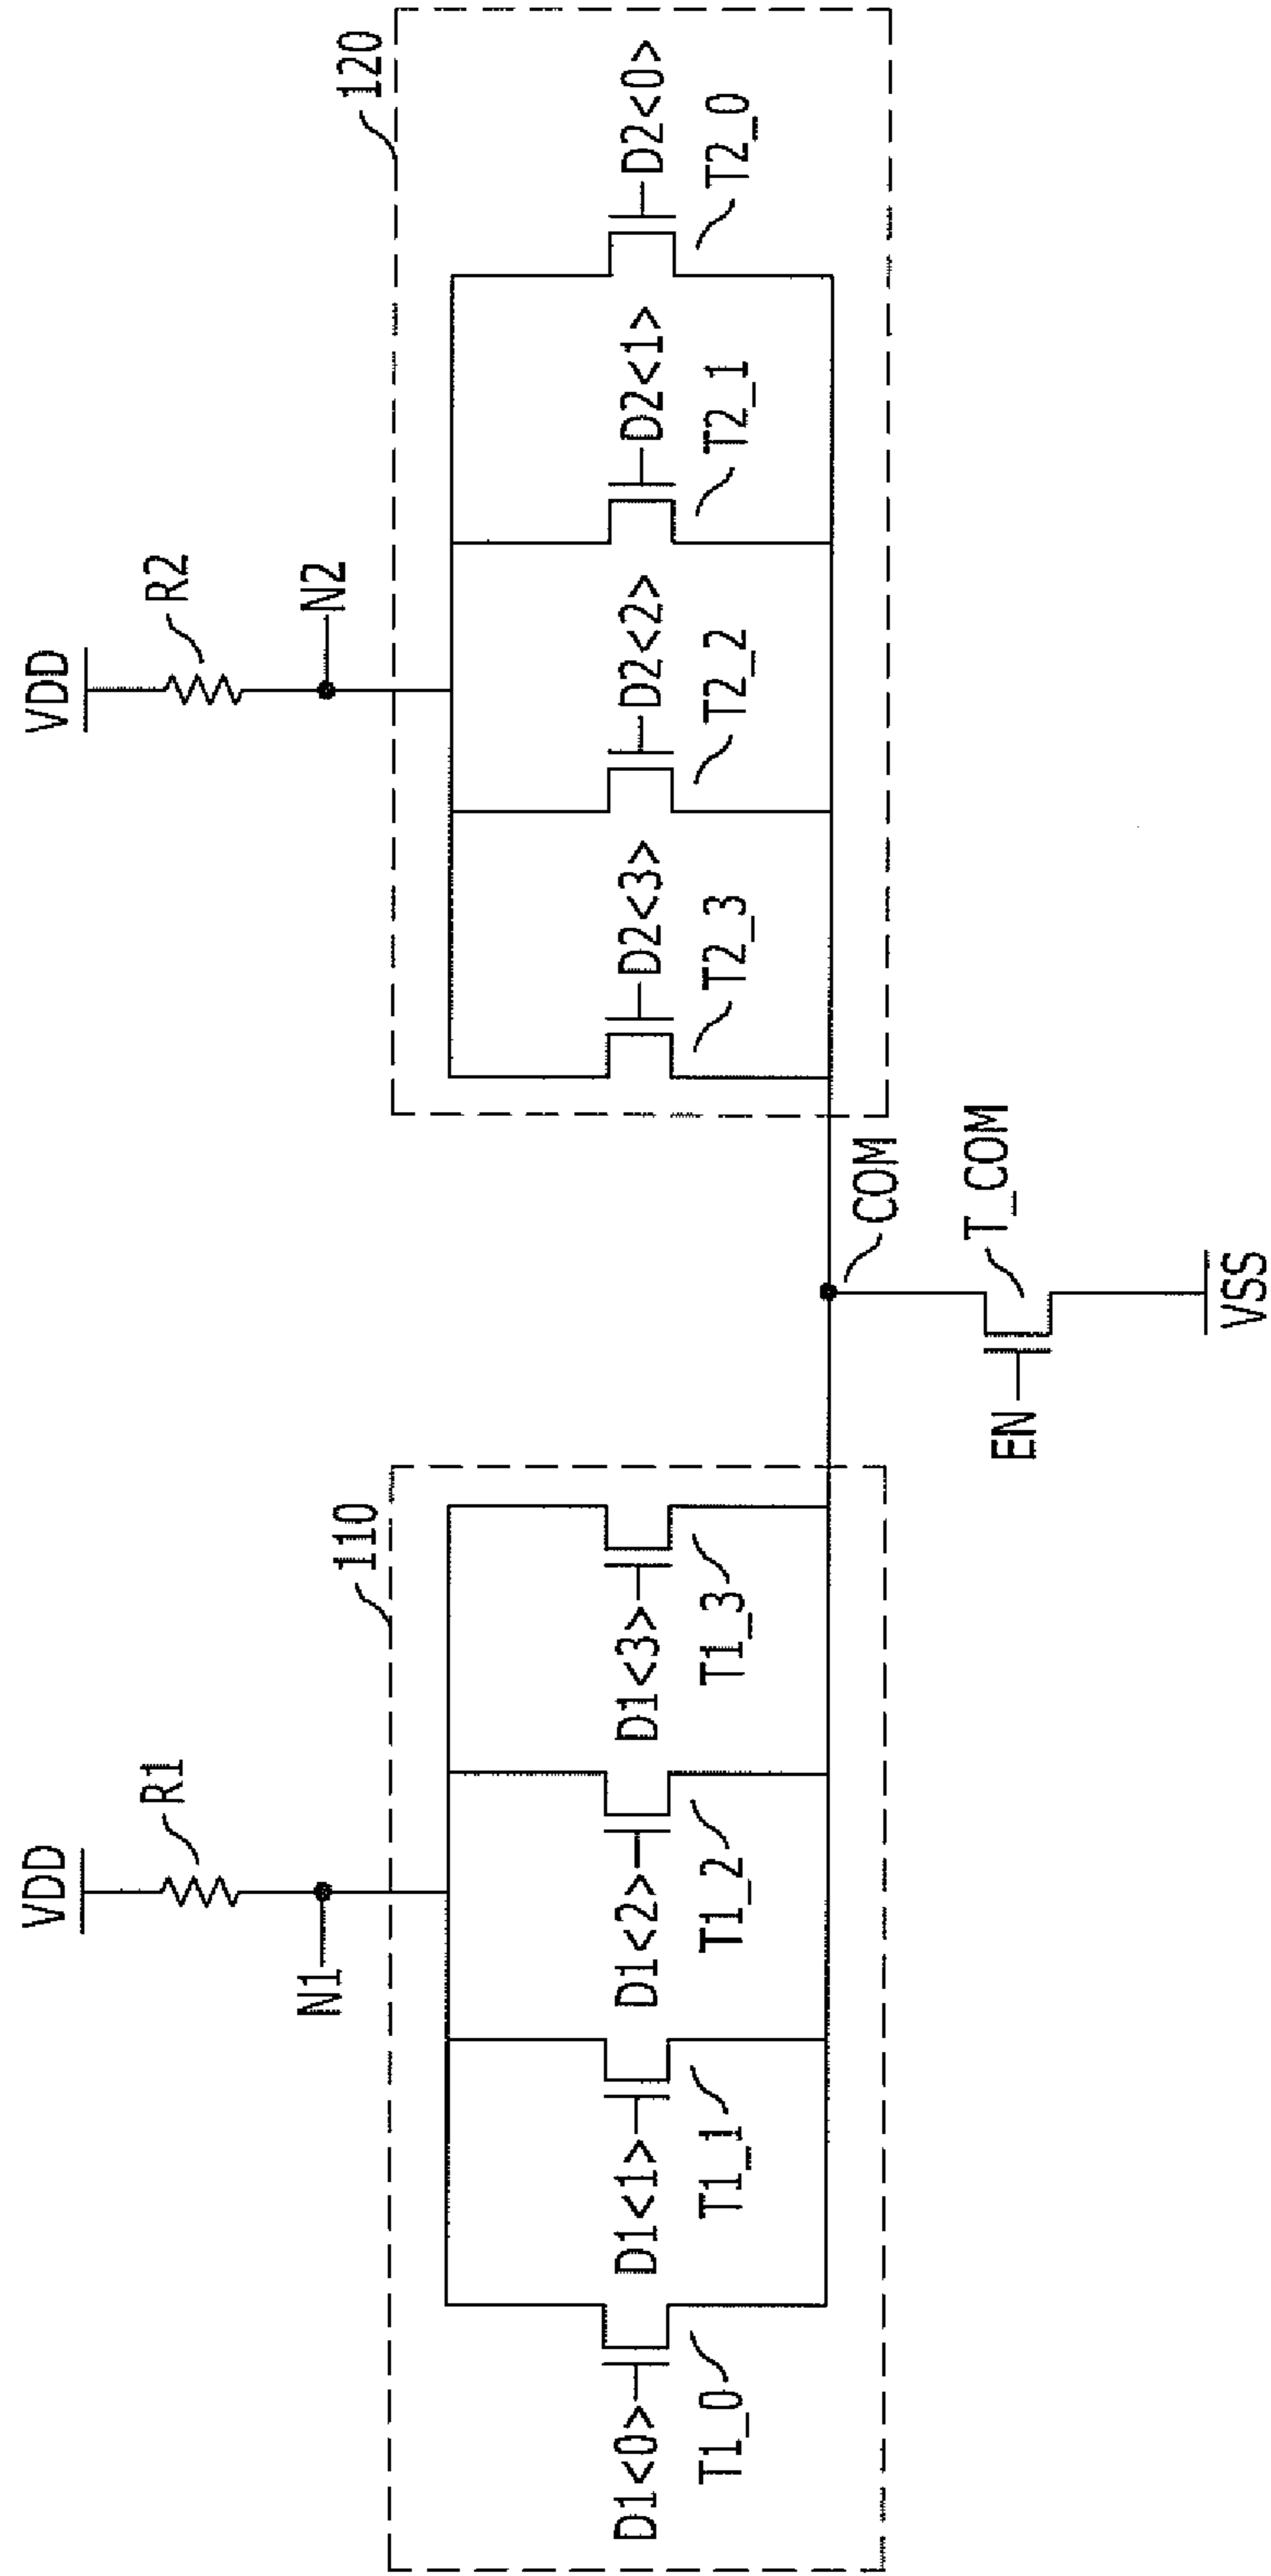 VDD
VDD
R1
R2
N1
N2
110
120
D1<0>
D1<1>
D1<2>
D1<3>
D2<3>
D2<2>
D2<1>
D2<0>
T1_0
T1_1
T1_2
T1_3
T2_3
T2_2
T2_1
T2_0
COM
EN
T_COM
VSS